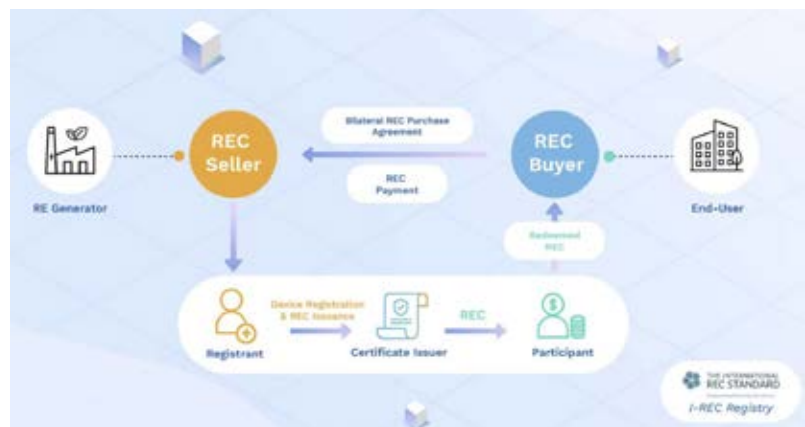 Bilateral REC Purchase
Agreement
REC
Seller
REC
Buyer
REC
Payment
RE Generator
End-User
Redeemed
REC
Device Registration
& REC Issuance
REC
Registrant
Certificate Issuer
Participant
THE INTERNATIONAL
REC STANDARD
I-REC Registry